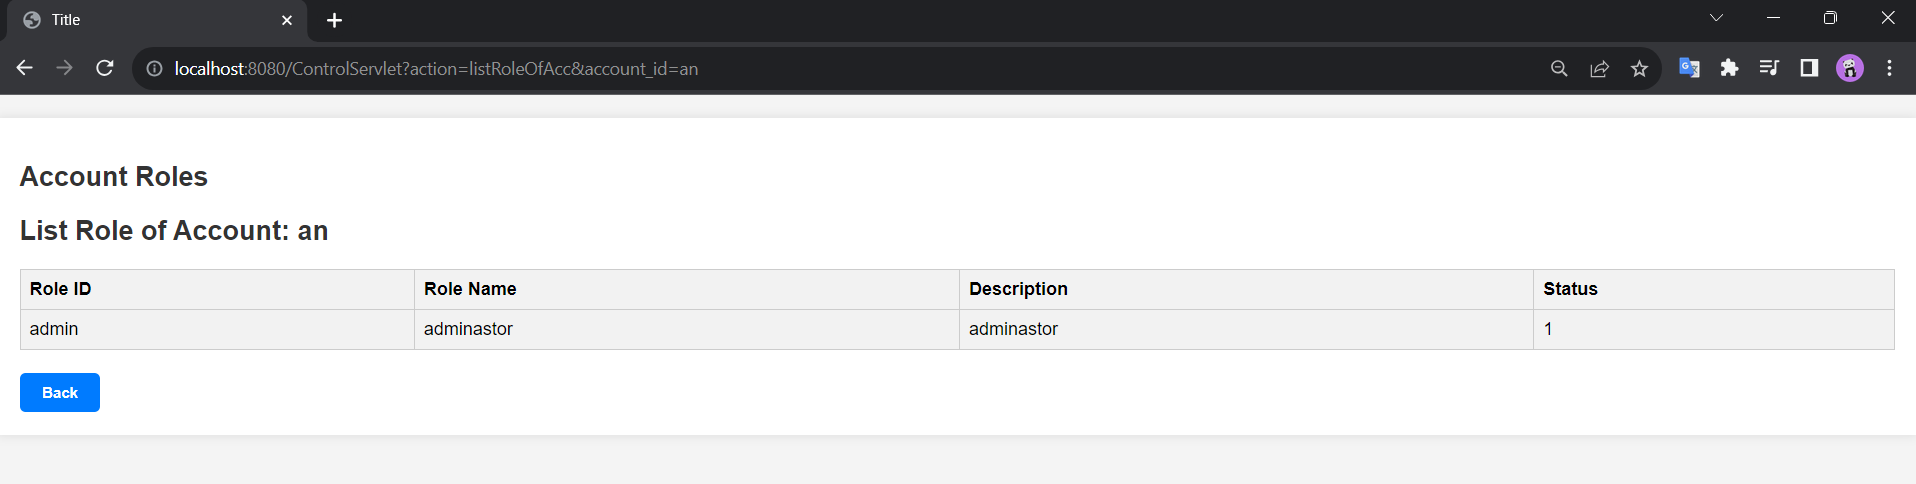 Title
localhost:8080/ControlServlet?action=listRoleOfAcc&account_id=an
Account Roles
List Role of Account: an
Role ID Role Name Description Status
admin adminastor adminastor 1
Back